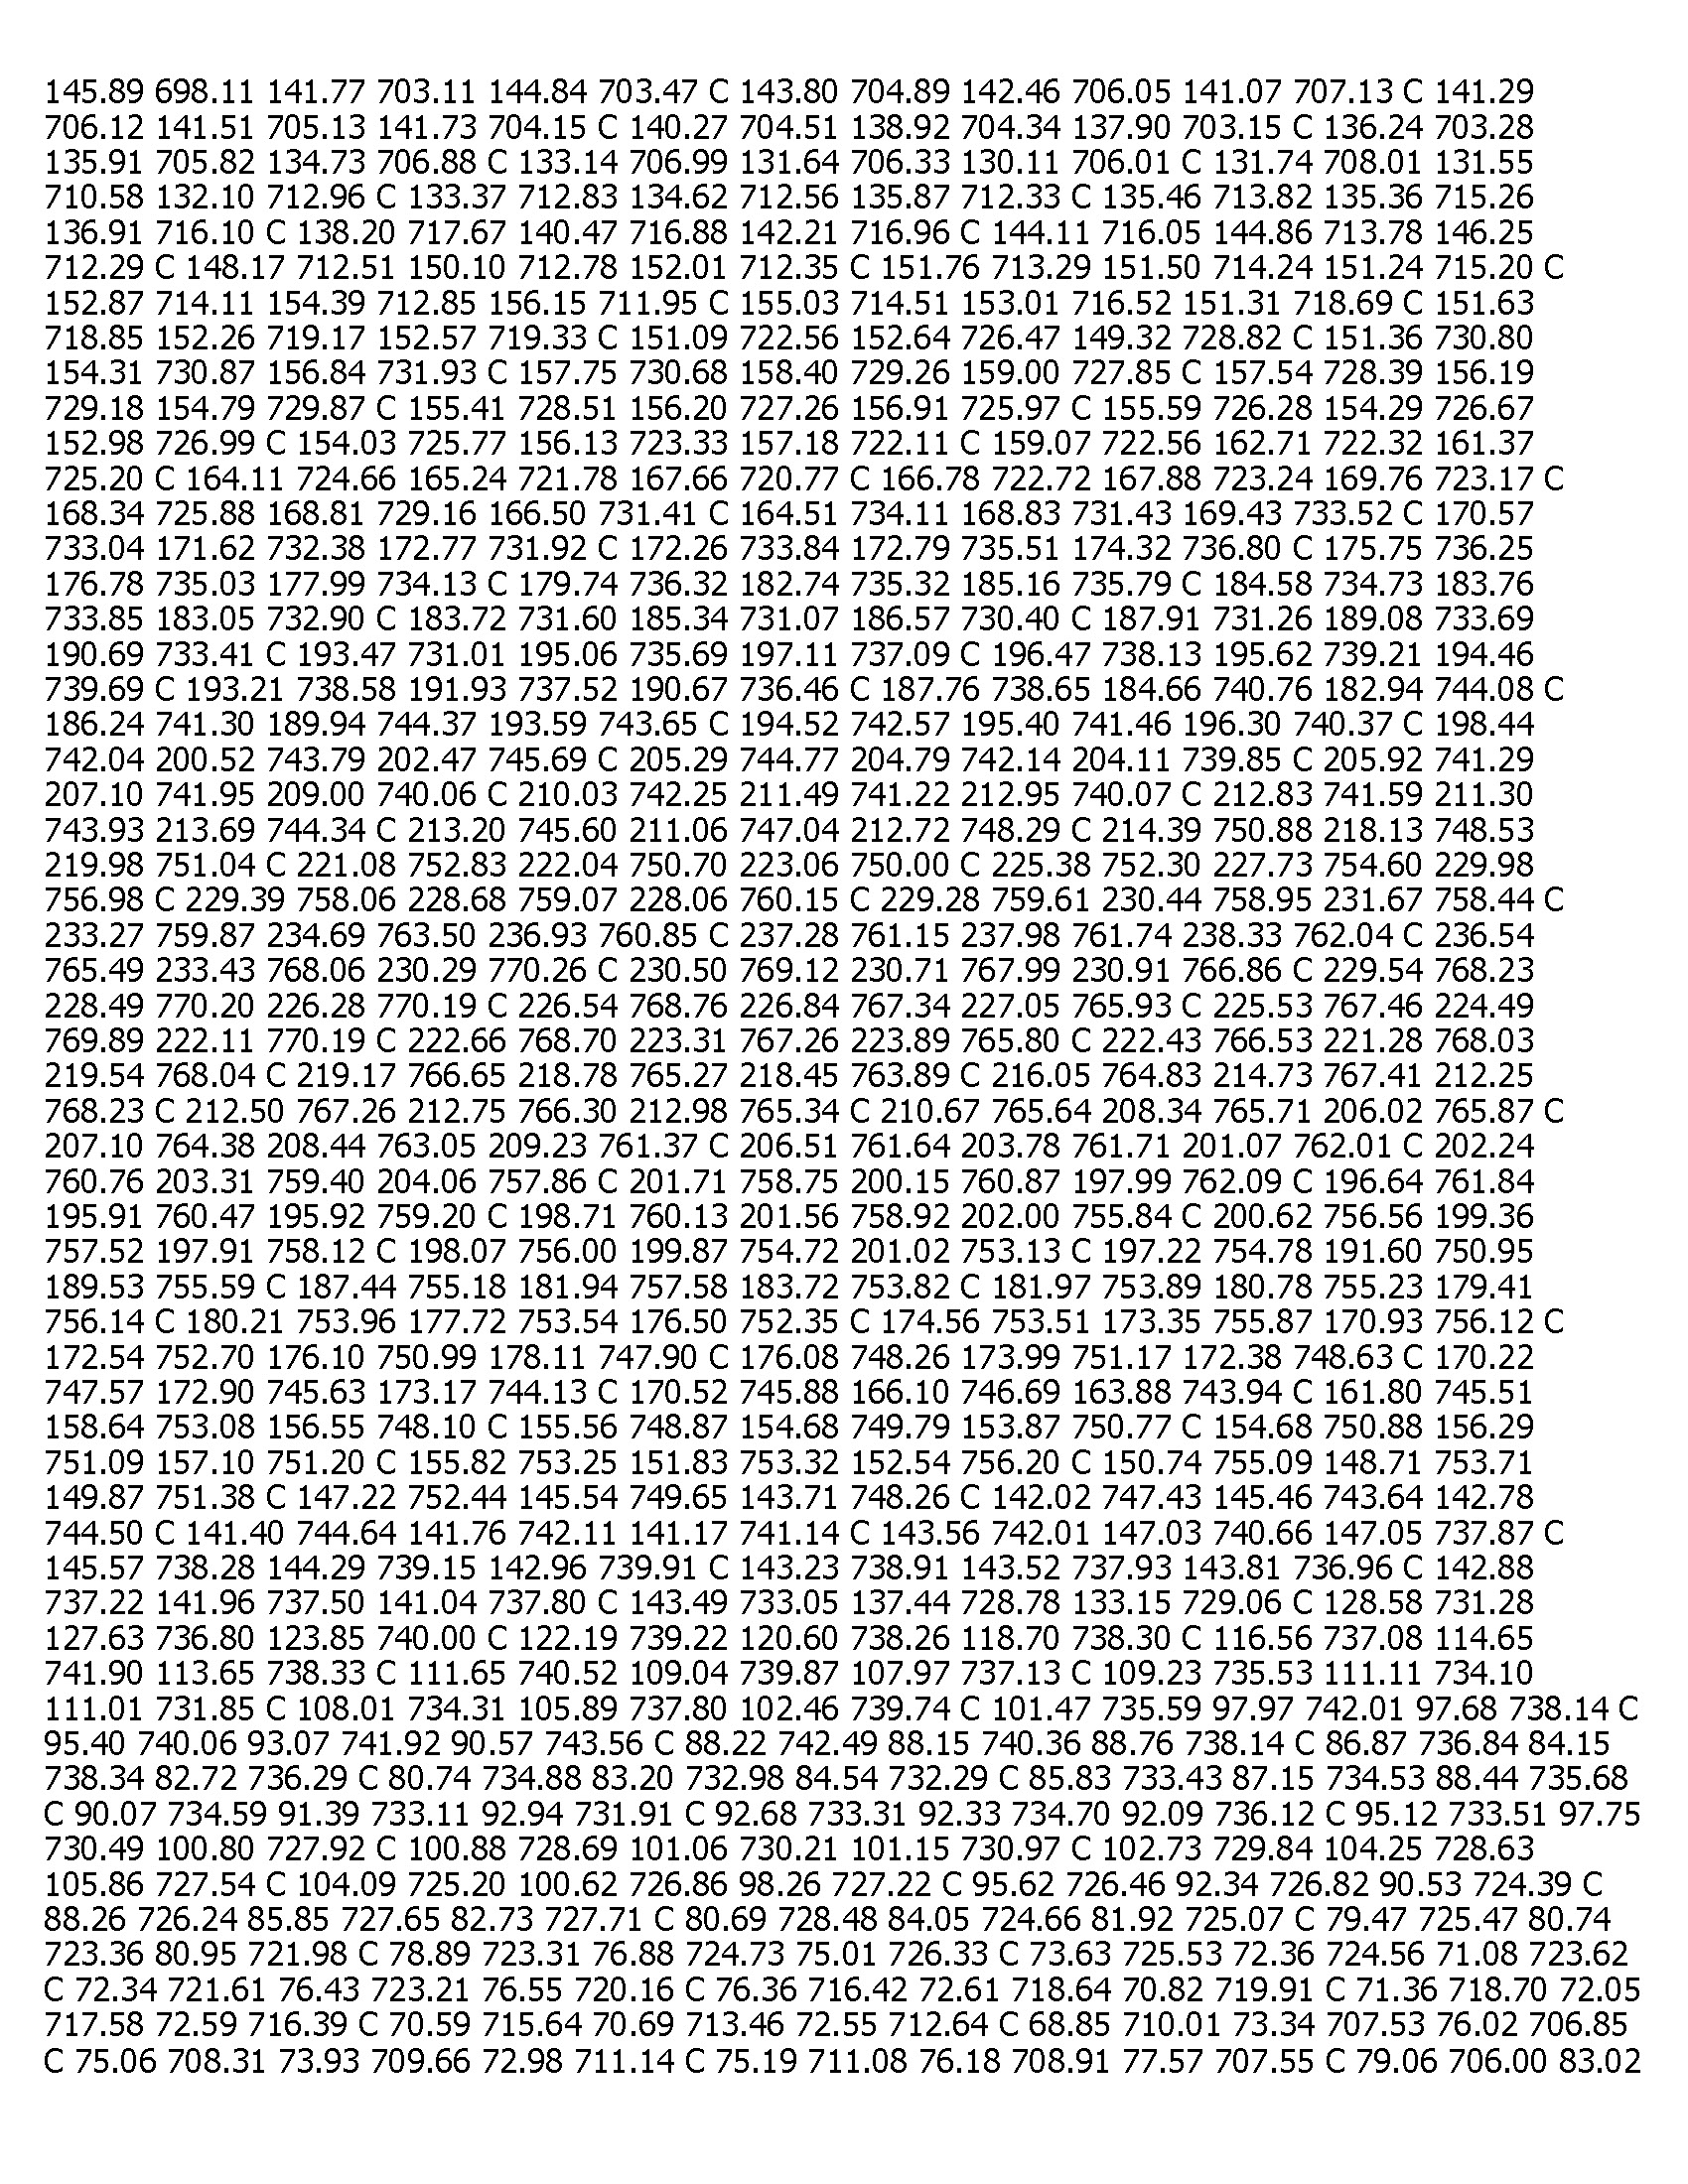 145.89 698.11 141.77 703.11 144.84 703.47 C 143.80 704.89 142.46 706.05 141.07 707.13 C 141.29
706.12 141.51 705.13 141.73 704.15 C 140.27 704.51 138.92 704.34 137.90 703.15 C 136.24 703.28
135.91 705.82 134.73 706.88 C 133.14 706.99 131.64 706.33 130.11 706.01 C 131.74 708.01 131.55
710.58 132.10 712.96 C 133.37 712.83 134.62 712.56 135.87 712.33 C 135.46 713.82 135.36 715.26
136.91 716.10 C 138.20 717.67 140.47 716.88 142.21 716.96 C 144.11 716.05 144.86 713.78 146.25
712.29 C 148.17 712.51 150.10 712.78 152.01 712.35 C 151.76 713.29 151.50 714.24 151.24 715.20 C
152.87 714.11 154.39 712.85 156.15 711.95 C 155.03 714.51 153.01 716.52 151.31 718.69 C 151.63
718.85 152.26 719.17 152.57 719.33 C 151.09 722.56 152.64 726.47 149.32 728.82 C 151.36 730.80
154.31 730.87 156.84 731.93 C 157.75 730.68 158.40 729.26 159.00 727.85 C 157.54 728.39 156.19
729.18 154.79 729.87 C 155.41 728.51 156.20 727.26 156.91 725.97 C 155.59 726.28 154.29 726.67
152.98 726.99 C 154.03 725.77 156.13 723.33 157.18 722.11 C 159.07 722.56 162.71 722.32 161.37
725.20 C 164.11 724.66 165.24 721.78 167.66 720.77 C 166.78 722.72 167.88 723.24 169.76 723.17 C
168.34 725.88 168.81 729.16 166.50 731.41 C 164.51 734.11 168.83 731.43 169.43 733.52 C 170.57
733.04 171.62 732.38 172.77 731.92 C 172.26 733.84 172.79 735.51 174.32 736.80 C 175.75 736.25
176.78 735.03 177.99 734.13 C 179.74 736.32 182.74 735.32 185.16 735.79 C 184.58 734.73 183.76
733.85 183.05 732.90 C 183.72 731.60 185.34 731.07 186.57 730.40 C 187.91 731.26 189.08 733.69
190.69 733.41 C 193.47 731.01 195.06 735.69 197.11 737.09 C 196.47 738.13 195.62 739.21 194.46
739.69 C 193.21 738.58 191.93 737.52 190.67 736.46 C 187.76 738.65 184.66 740.76 182.94 744.08 C
186.24 741.30 189.94 744.37 193.59 743.65 C 194.52 742.57 195.40 741.46 196.30 740.37 C 198.44
742.04 200.52 743.79 202.47 745.69 C 205.29 744.77 204.79 742.14 204.11 739.85 C 205.92 741.29
207.10 741.95 209.00 740.06 C 210.03 742.25 211.49 741.22 212.95 740.07 C 212.83 741.59 211.30
743.93 213.69 744.34 C 213.20 745.60 211.06 747.04 212.72 748.29 C 214.39 750.88 218.13 748.53
219.98 751.04 C 221.08 752.83 222.04 750.70 223.06 750.00 C 225.38 752.30 227.73 754.60 229.98
756.98 C 229.39 758.06 228.68 759.07 228.06 760.15 C 229.28 759.61 230.44 758.95 231.67 758.44 C
233.27 759.87 234.69 763.50 236.93 760.85 C 237.28 761.15 237.98 761.74 238.33 762.04 C 236.54
765.49 233.43 768.06 230.29 770.26 C 230.50 769.12 230.71 767.99 230.91 766.86 C 229.54 768.23
228.49 770.20 226.28 770.19 C 226.54 768.76 226.84 767.34 227.05 765.93 C 225.53 767.46 224.49
769.89 222.11 770.19 C 222.66 768.70 223.31 767.26 223.89 765.80 C 222.43 766.53 221.28 768.03
219.54 768.04 C 219.17 766.65 218.78 765.27 218.45 763.89 C 216.05 764.83 214.73 767.41 212.25
768.23 C 212.50 767.26 212.75 766.30 212.98 765.34 C 210.67 765.64 208.34 765.71 206.02 765.87 C
207.10 764.38 208.44 763.05 209.23 761.37 C 206.51 761.64 203.78 761.71 201.07 762.01 C 202.24
760.76 203.31 759.40 204.06 757.86 C 201.71 758.75 200.15 760.87 197.99 762.09 C 196.64 761.84
195.91 760.47 195.92 759.20 C 198.71 760.13 201.56 758.92 202.00 755.84 C 200.62 756.56 199.36
757.52 197.91 758.12 C 198.07 756.00 199.87 754.72 201.02 753.13 C 197.22 754.78 191.60 750.95
189.53 755.59 C 187.44 755.18 181.94 757.58 183.72 753.82 C 181.97 753.89 180.78 755.23 179.41
756.14 C 180.21 753.96 177.72 753.54 176.50 752.35 C 174.56 753.51 173.35 755.87 170.93 756.12 C
172.54 752.70 176.10 750.99 178.11 747.90 C 176.08 748.26 173.99 751.17 172.38 748.63 C 170.22
747.57 172.90 745.63 173.17 744.13 C 170.52 745.88 166.10 746.69 163.88 743.94 C 161.80 745.51
158.64 753.08 156.55 748.10 C 155.56 748.87 154.68 749.79 153.87 750.77 C 154.68 750.88 156.29
751.09 157.10 751.20 C 155.82 753.25 151.83 753.32 152.54 756.20 C 150.74 755.09 148.71 753.71
149.87 751.38 C 147.22 752.44 145.54 749.65 143.71 748.26 C 142.02 747.43 145.46 743.64 142.78
744.50 C 141.40 744.64 141.76 742.11 141.17 741.14 C 143.56 742.01 147.03 740.66 147.05 737.87 C
145.57 738.28 144.29 739.15 142.96 739.91 C 143.23 738.91 143.52 737.93 143.81 736.96 C 142.88
737.22 141.96 737.50 141.04 737.80 C 143.49 733.05 137.44 728.78 133.15 729.06 C 128.58 731.28
127.63 736.80 123.85 740.00 C 122.19 739.22 120.60 738.26 118.70 738.30 C 116.56 737.08 114.65
741.90 113.65 738.33 C 111.65 740.52 109.04 739.87 107.97 737.13 C 109.23 735.53 111.11 734.10
111.01 731.85 C 108.01 734.31 105.89 737.80 102.46 739.74 C 101.47 735.59 97.97 742.01 97.68 738.14 C
95.40 740.06 93.07 741.92 90.57 743.56 C 88.22 742.49 88.15 740.36 88.76 738.14 C 86.87 736.84 84.15
738.34 82.72 736.29 C 80.74 734.88 83.20 732.98 84.54 732.29 C 85.83 733.43 87.15 734.53 88.44 735.68
C 90.07 734.59 91.39 733.11 92.94 731.91 C 92.68 733.31 92.33 734.70 92.09 736.12 C 95.12 733.51 97.75
730.49 100.80 727.92 C 100.88 728.69 101.06 730.21 101.15 730.97 C 102.73 729.84 104.25 728.63
105.86 727.54 C 104.09 725.20 100.62 726.86 98.26 727.22 C 95.62 726.46 92.34 726.82 90.53 724.39 C
88.26 726.24 85.85 727.65 82.73 727.71 C 80.69 728.48 84.05 724.66 81.92 725.07 C 79.47 725.47 80.74
723.36 80.95 721.98 C 78.89 723.31 76.88 724.73 75.01 726.33 C 73.63 725.53 72.36 724.56 71.08 723.62
C 72.34 721.61 76.43 723.21 76.55 720.16 C 76.36 716.42 72.61 718.64 70.82 719.91 C 71.36 718.70 72.05
717.58 72.59 716.39 C 70.59 715.64 70.69 713.46 72.55 712.64 C 68.85 710.01 73.34 707.53 76.02 706.85
C 75.06 708.31 73.93 709.66 72.98 711.14 C 75.19 711.08 76.18 708.91 77.57 707.55 C 79.06 706.00 83.02